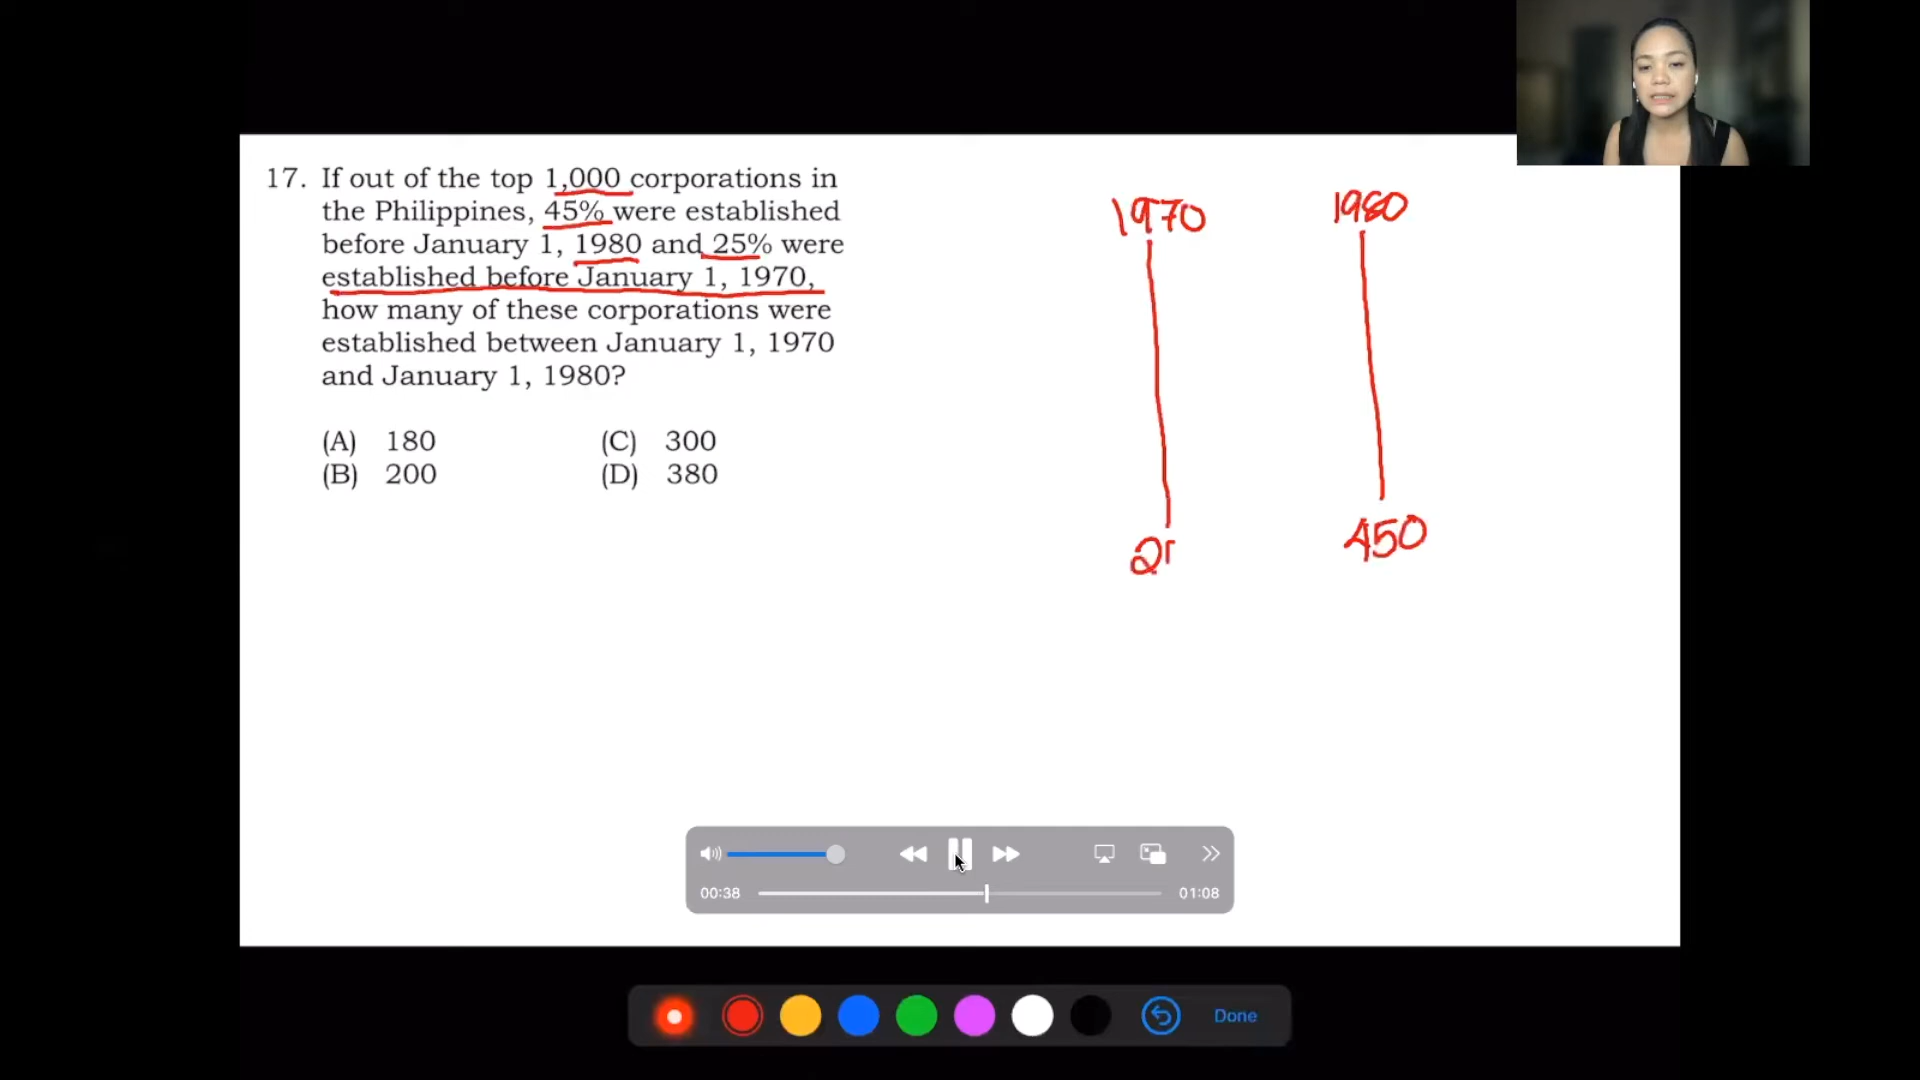 17. If out of the top 1,000 corporations in
the Philippines, 45% were established
before January 1, 1980 and 25% were
established before January 1, 1970,
how many of these corporations were
established between January 1, 1970
and January 1, 1980?
(A) 180 (C) 300
(B) 200 (D) 380
1970 1980
450
00:38 01:08
Done